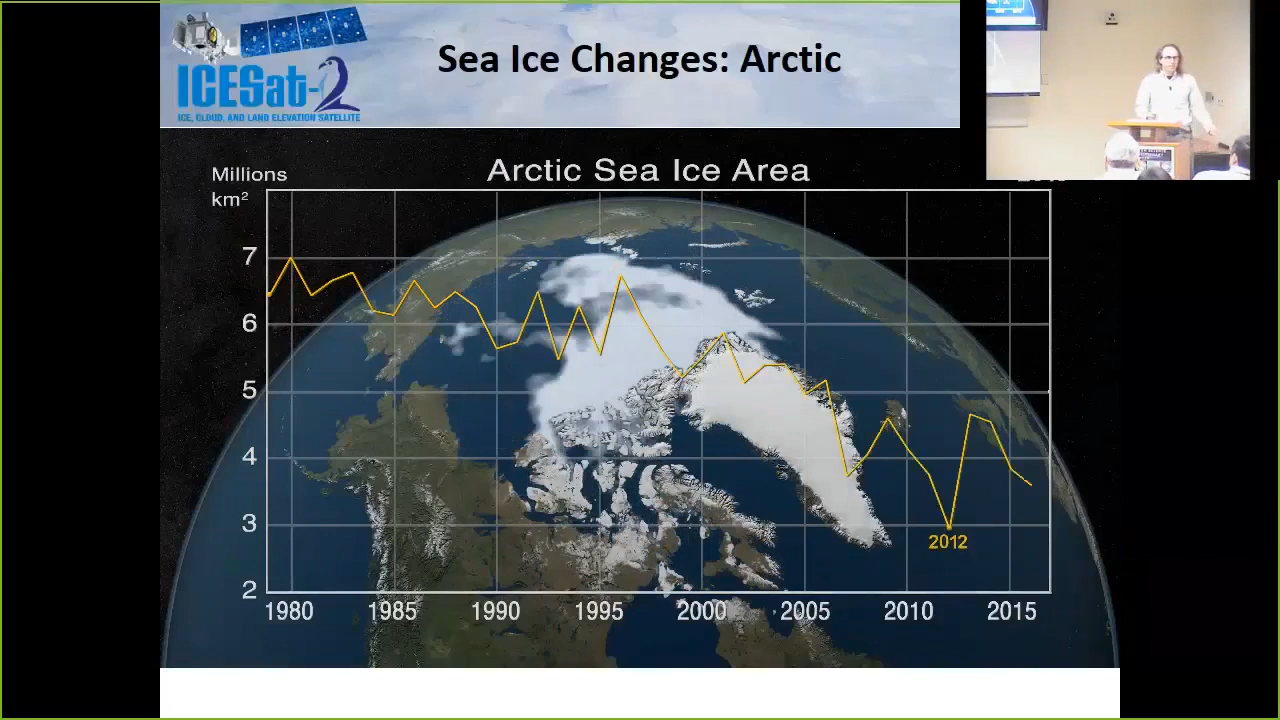 ICESat-2
ICE, CLOUD, AND LAND ELEVATION SATELLITE
Sea Ice Changes: Arctic
Millions
km²
Arctic Sea Ice Area
7
6
5
4
3
2
2012
1980 1985 1990 1995 2000 2005 2010 2015